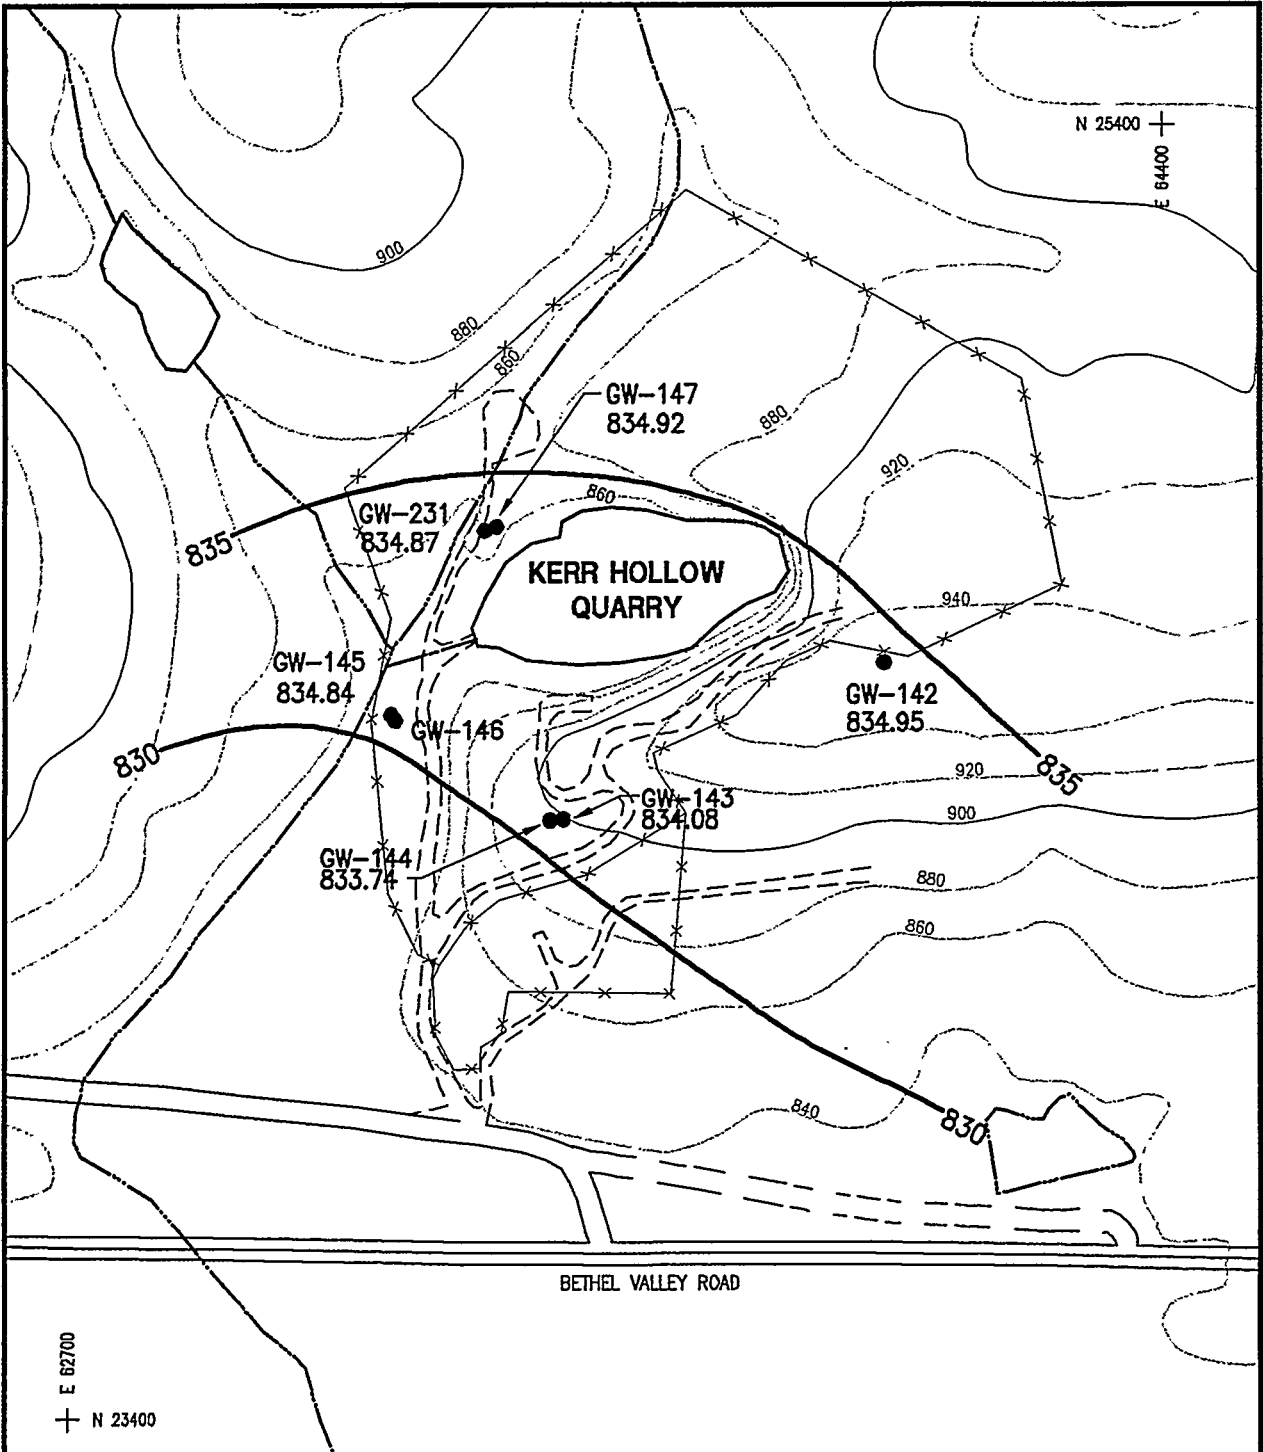 N 25400
E 64400
900
880
860
GW-147
834.92
880
920
860
GW-231
834.87
835
KERR HOLLOW
QUARRY
940
GW-145
834.84
GW-142
834.95
GW-146
830
835
920
GW-143
834.08
900
GW-144
833.74
880
860
840
830
BETHEL VALLEY ROAD
E 62700
N 23400